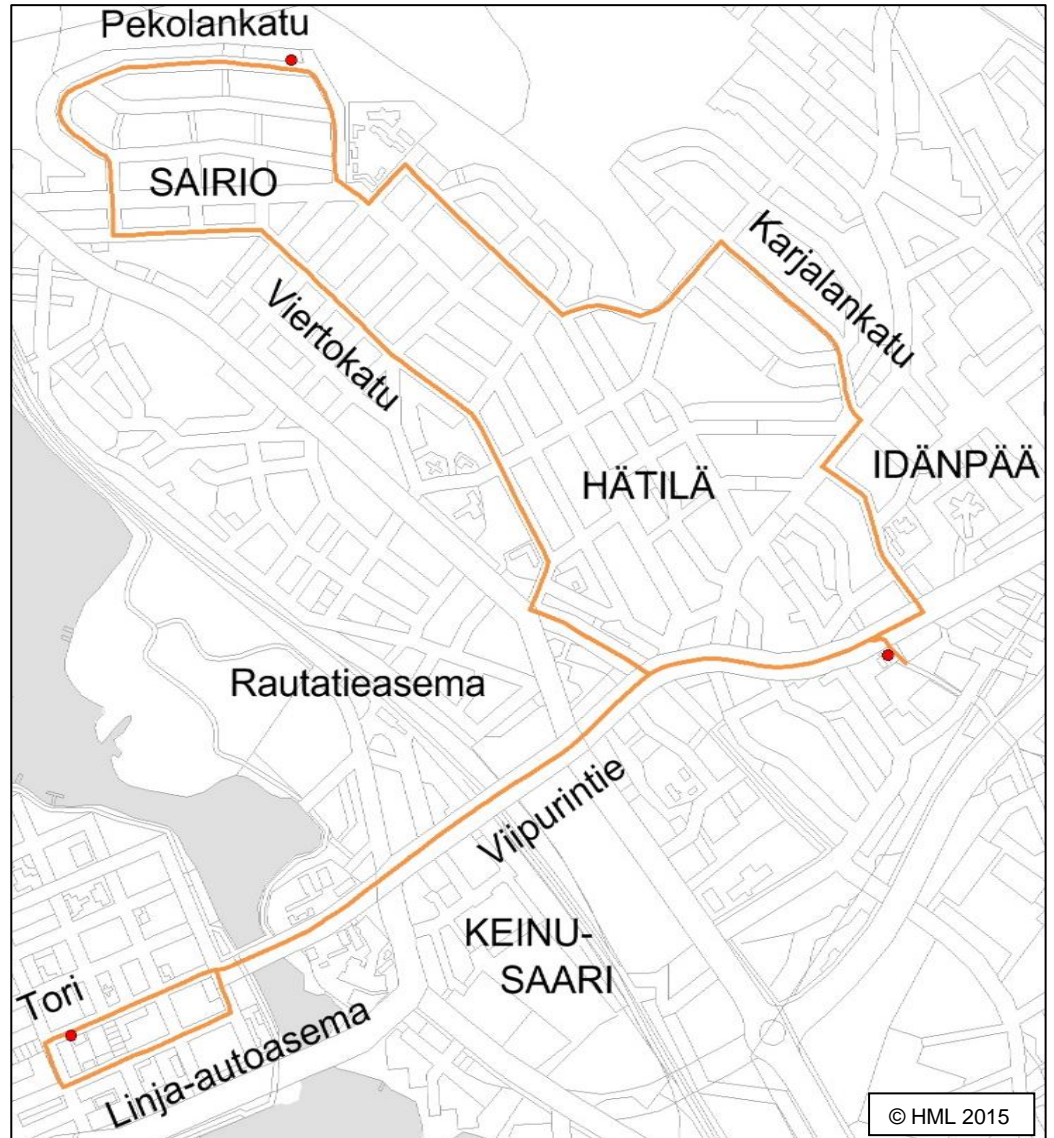 Pekolankatu
SAIRIO
Karjalankatu
Viertokatu
IDÄNPÄÄ
HÄTILÄ
Rautatieasema
Viipurintie
KEINU-
SAARI
Tori
Linja-autoasema
© HML 2015